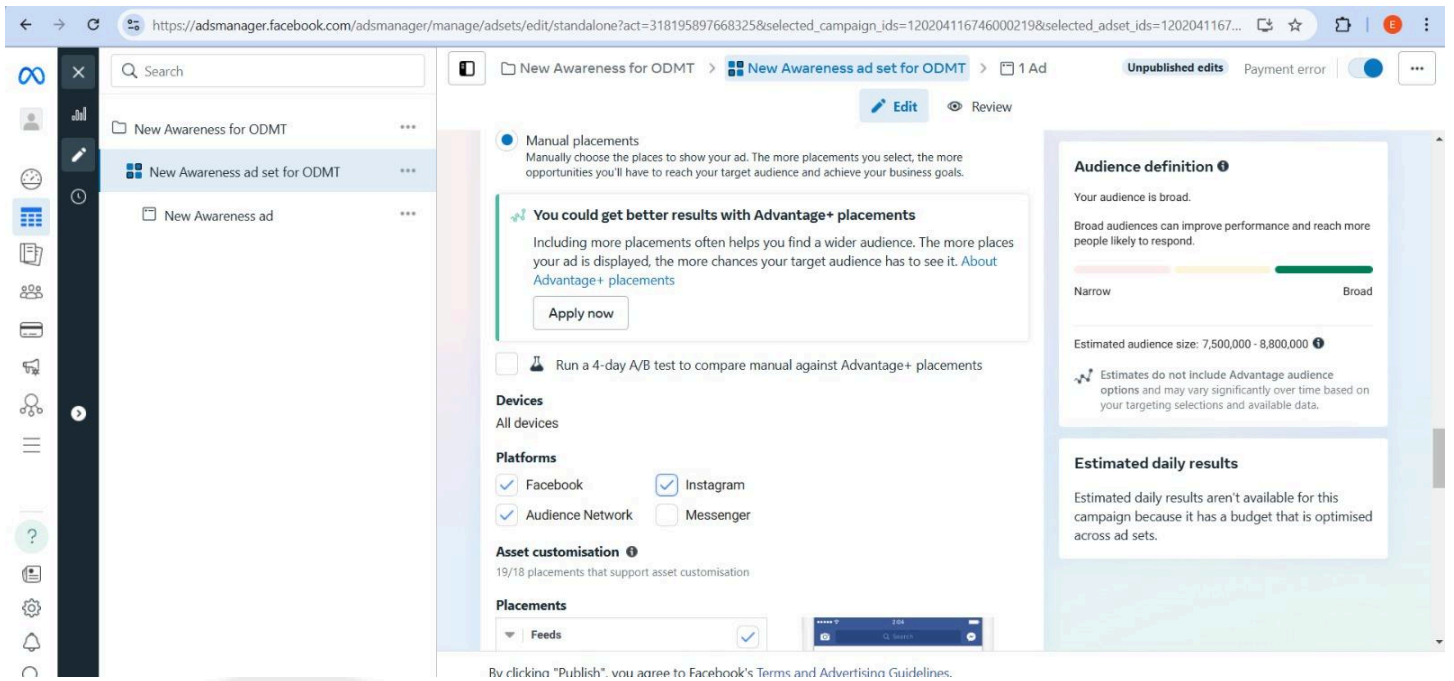 https://adsmanager.facebook.com/adsmanager/manage/adsets/edit/standalone?act=318195897668325&selected_campaign_ids=120204116746000219&selected_adset_ids=1202041167...
E
Search
New Awareness for ODMT
New Awareness ad set for ODMT
New Awareness ad
New Awareness for ODMT > New Awareness ad set for ODMT > 1 Ad
Unpublished edits
Payment error
Edit
Review
Manual placements
Manually choose the places to show your ad. The more placements you select, the more
opportunities you'll have to reach your target audience and achieve your business goals.
You could get better results with Advantage+ placements
Including more placements often helps you find a wider audience. The more places
your ad is displayed, the more chances your target audience has to see it. About
Advantage+ placements
Apply now
Run a 4-day A/B test to compare manual against Advantage+ placements
Devices
All devices
Platforms
Facebook
Instagram
Audience Network
Messenger
Asset customisation
19/18 placements that support asset customisation
Placements
Feeds
2:04
Search
By clicking "Publish", you agree to Facebook's Terms and Advertising Guidelines.
Audience definition
Your audience is broad.
Broad audiences can improve performance and reach more
people likely to respond.
Narrow
Broad
Estimated audience size: 7,500,000 - 8,800,000
Estimates do not include Advantage audience
options and may vary significantly over time based on
your targeting selections and available data.
Estimated daily results
Estimated daily results aren't available for this
campaign because it has a budget that is optimised
across ad sets.